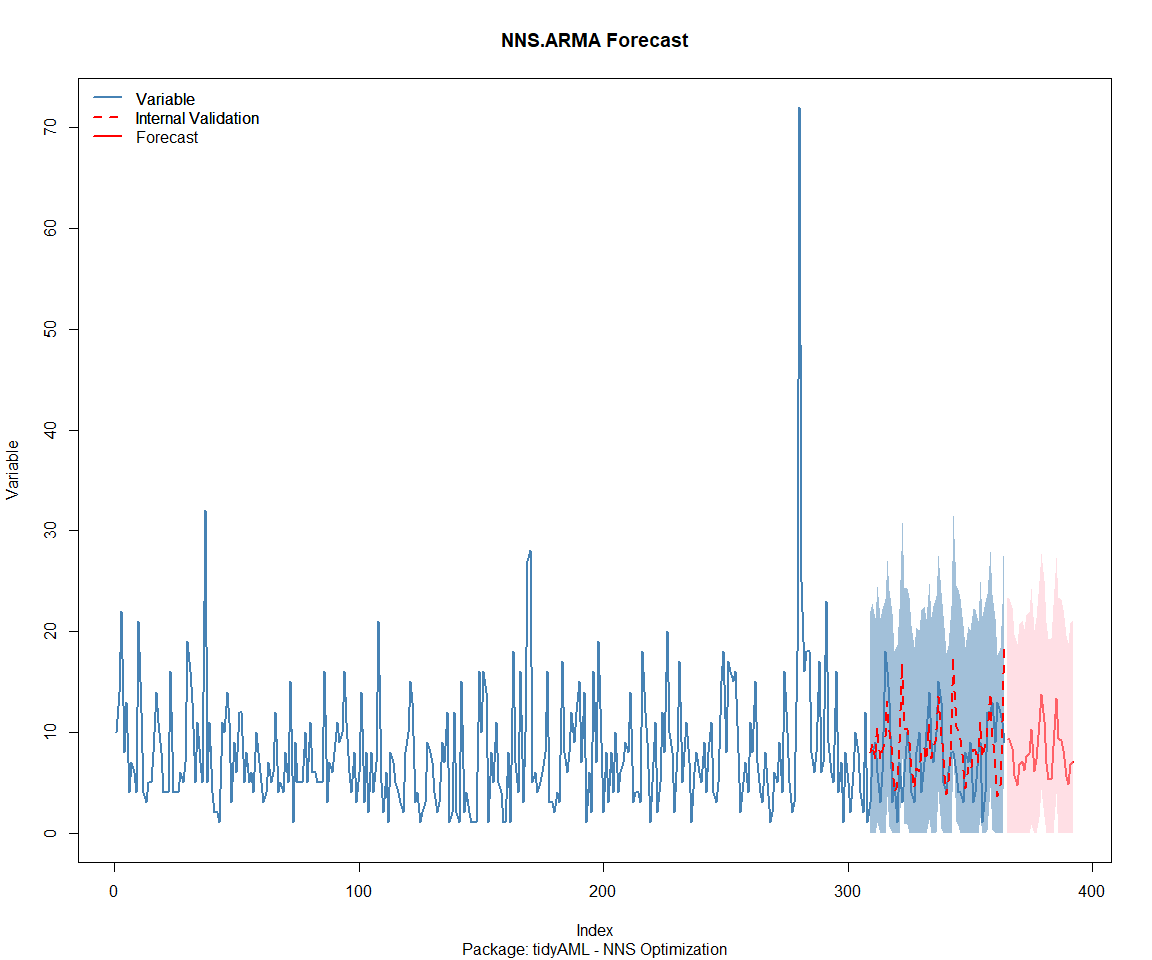 NNS.ARMA Forecast
Variable
Internal Validation
Forecast
70
60
50
40
30
20
10
0
Variable
0 100 200 300 400
Index
Package: tidyAML - NNS Optimization